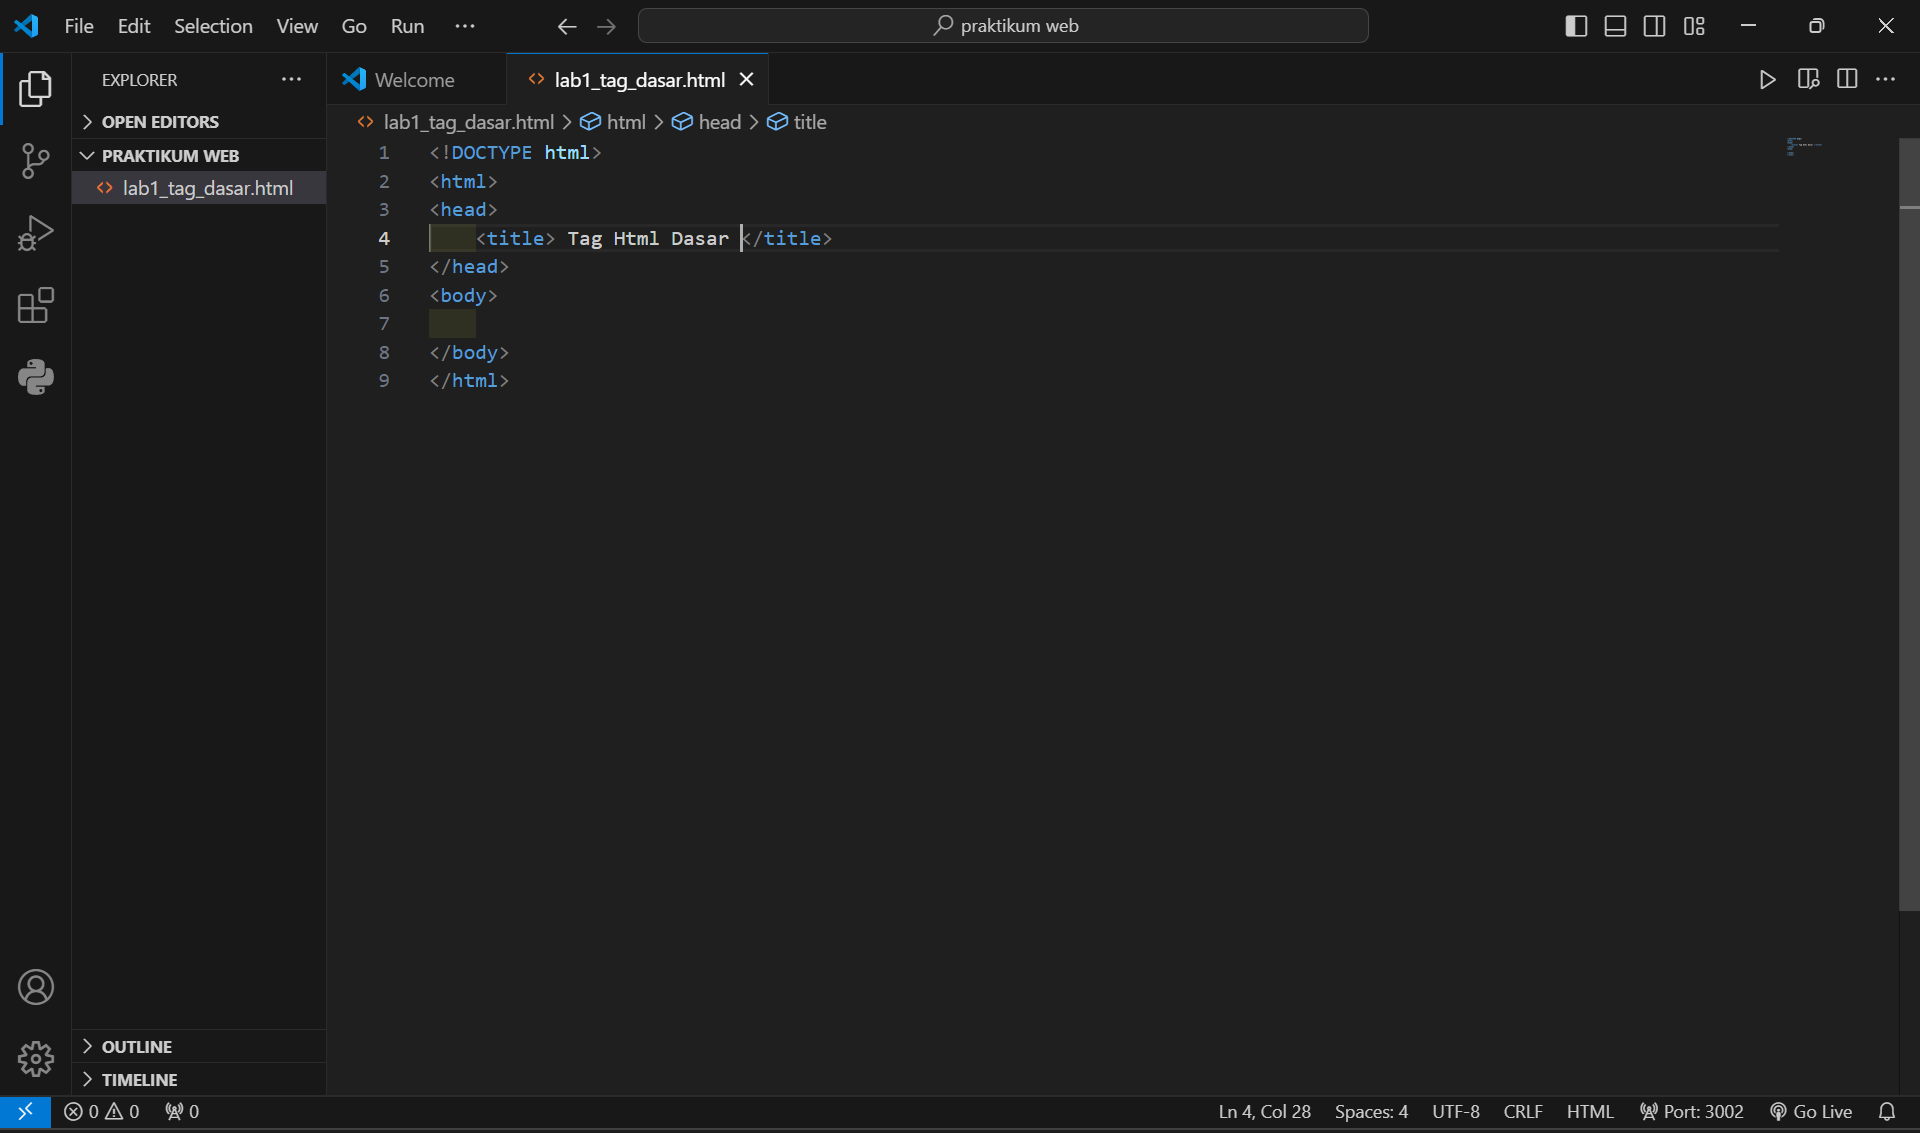 File Edit Selection View Go Run ··· praktikum web
EXPLORER ···
Welcome lab1_tag_dasar.html
OPEN EDITORS
PRAKTIKUM WEB
lab1_tag_dasar.html
lab1_tag_dasar.html > html > head > title
1 <!DOCTYPE html>
2 <html>
3 <head>
4     <title> Tag Html Dasar </title>
5 </head>
6 <body>
7
8 </body>
9 </html>
OUTLINE
TIMELINE
0 0 0 Ln 4, Col 28 Spaces: 4 UTF-8 CRLF HTML Port: 3002 Go Live